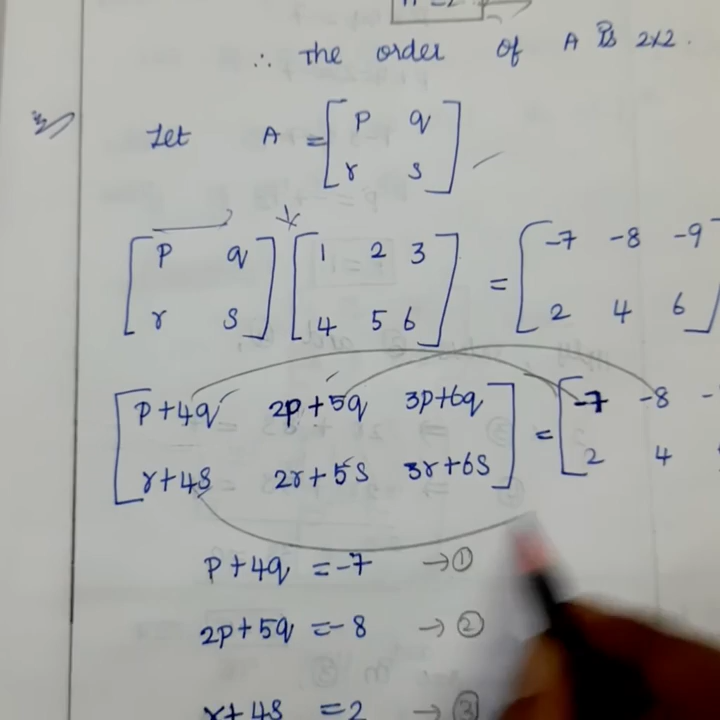 ∴ The order of A is 2x2.
Let A = [p q
r s]
[p q
r s] [1 2 3
4 5 6] = [-7 -8 -9
2 4 6]
[p+4q 2p+5q 3p+6q
r+4s 2r+5s 3r+6s] = [-7 -8 -
2 4
p+4q = -7 → ①
2p+5q = -8 → ②
r+4s = 2 → ③